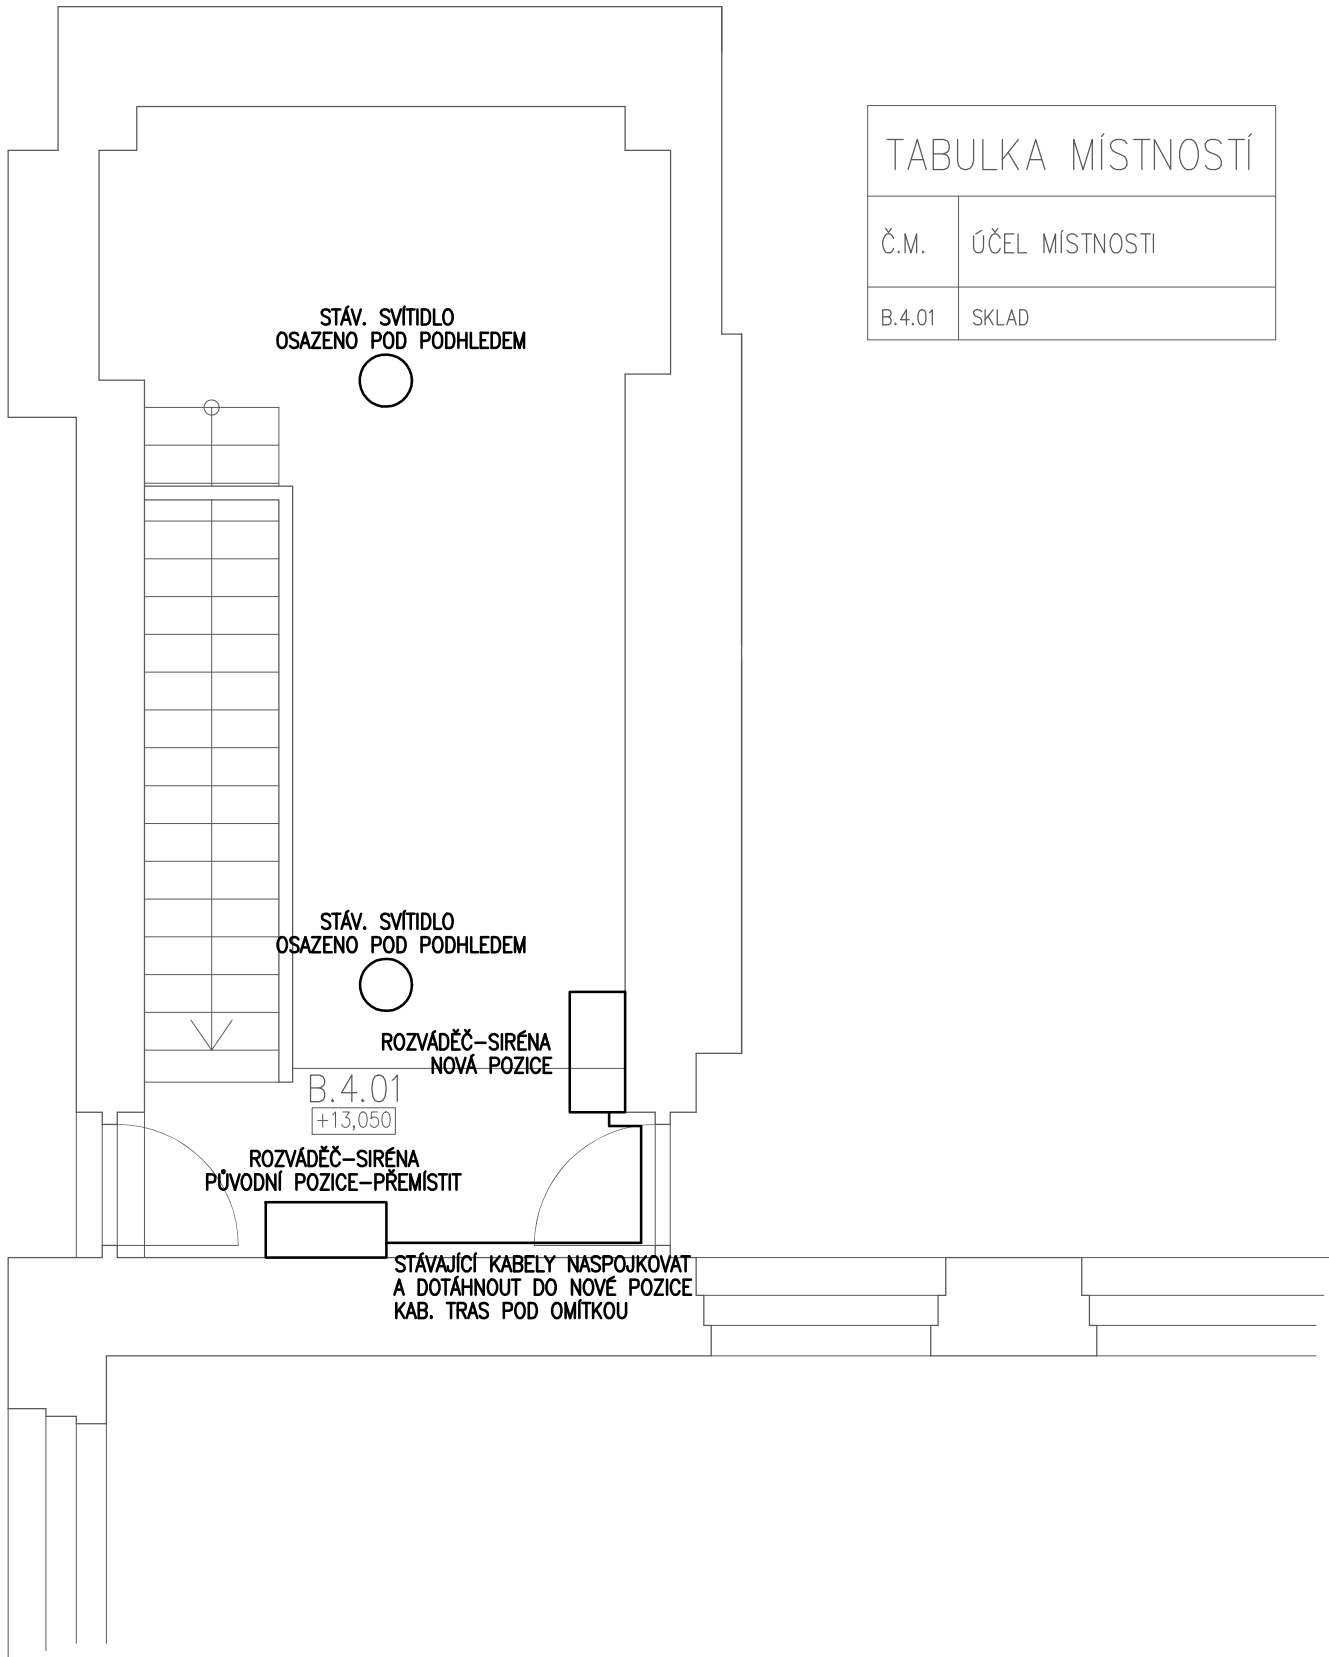 TABULKA MÍSTNOSTÍ
Č.M. ÚČEL MÍSTNOSTI
B.4.01 SKLAD
STÁV. SVÍTIDLO
OSAZENO POD PODHLEDEM
STÁV. SVÍTIDLO
OSAZENO POD PODHLEDEM
ROZVÁDĚČ-SIRÉNA
NOVÁ POZICE
B.4.01
+13,050
ROZVÁDĚČ-SIRÉNA
PŮVODNÍ POZICE-PŘEMÍSTIT
STÁVAJÍCÍ KABELY NASPOJKOVAT
A DOTÁHNOUT DO NOVÉ POZICE
KAB. TRAS POD OMÍTKOU